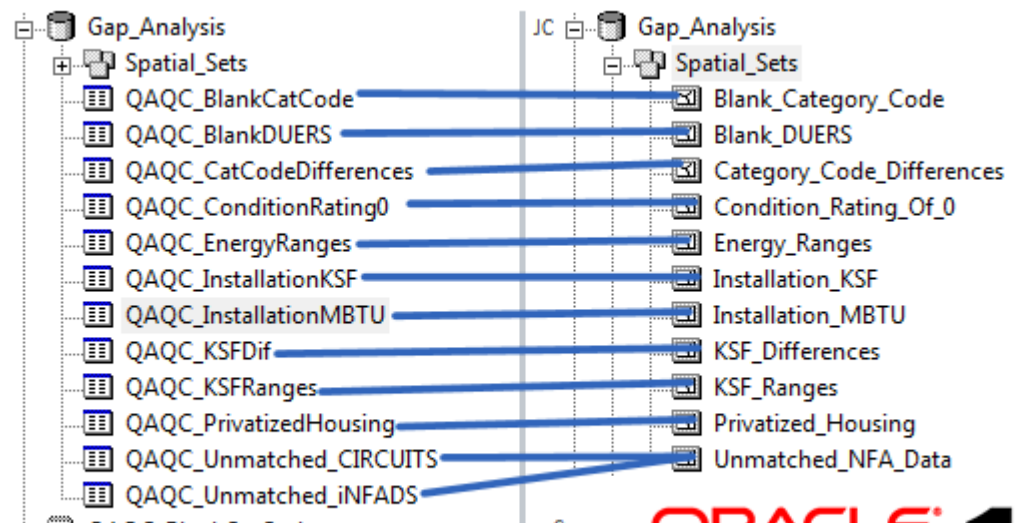 Gap_Analysis JC Gap_Analysis
Spatial_Sets Spatial_Sets
QAQC_BlankCatCode Blank_Category_Code
QAQC_BlankDUERS Blank_DUERS
QAQC_CatCodeDifferences Category_Code_Differences
QAQC_ConditionRating0 Condition_Rating_Of_0
QAQC_EnergyRanges Energy_Ranges
QAQC_InstallationKSF Installation_KSF
QAQC_InstallationMBTU Installation_MBTU
QAQC_KSFDif KSF_Differences
QAQC_KSFRanges KSF_Ranges
QAQC_PrivatizedHousing Privatized_Housing
QAQC_Unmatched_CIRCUITS Unmatched_NFA_Data
QAQC_Unmatched_iNFADS
ORACLE